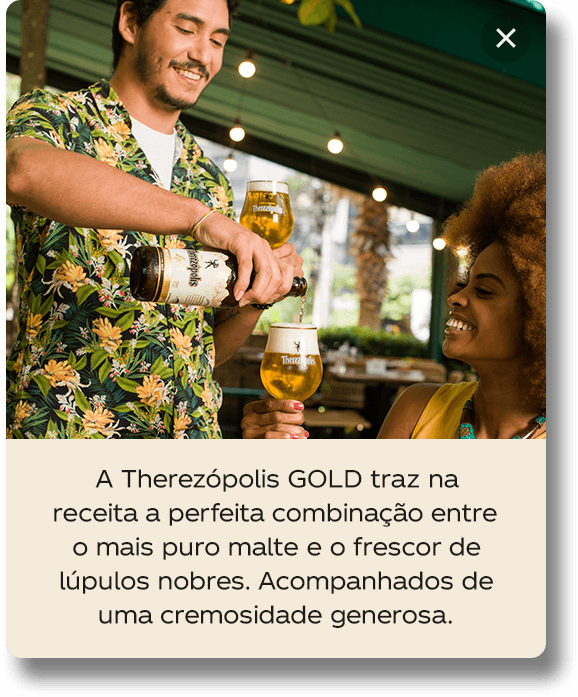 Therezópolis
Therezópolis
Therezópolis
A Therezópolis GOLD traz na
receita a perfeita combinação entre
o mais puro malte e o frescor de
lúpulos nobres. Acompanhados de
uma cremosidade generosa.